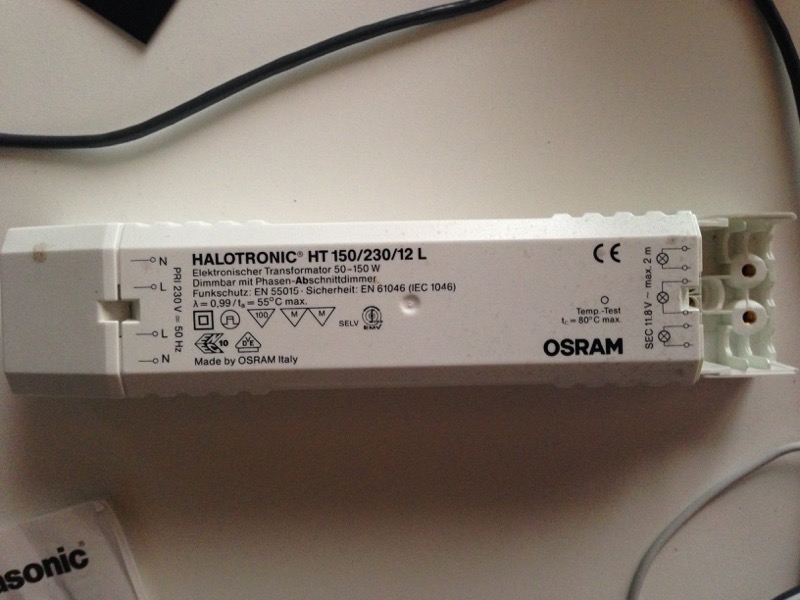 HALOTRONIC® HT 150/230/12 L
Elektronischer Transformator 50-150 W
Dimmbar mit Phasen-Abschnittdimmer
Funkschutz: EN 55015 · Sicherheit: EN 61046 (IEC 1046)
λ = 0,99/tₐ = 55°C max.
100
M
M
SELV
EMV
10
VDE
Made by OSRAM Italy
N
L
L
N
PRI 230 V = 50 Hz
CE
Temp.-Test
t꜀ = 80°C max.
OSRAM
SEC 11.8 V ~ max. 2 m
asonic®